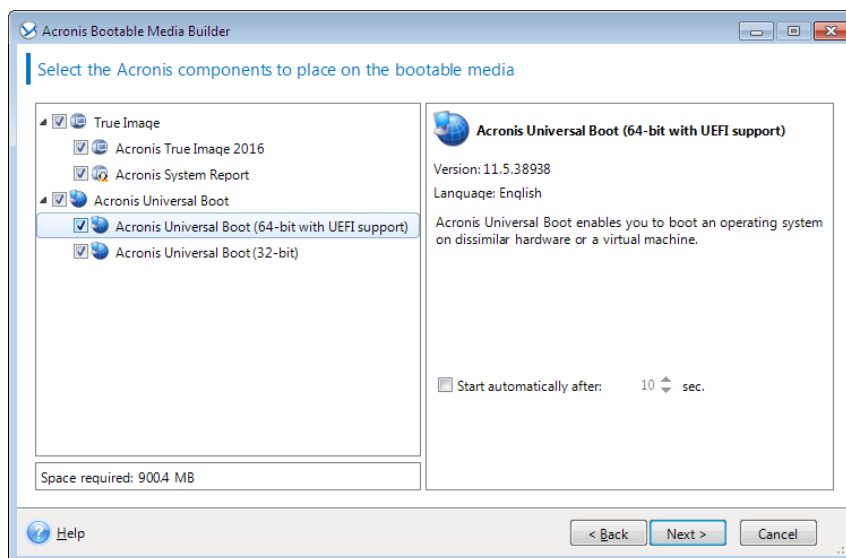 Acronis Bootable Media Builder
Select the Acronis components to place on the bootable media
True Image
Acronis True Image 2016
Acronis System Report
Acronis Universal Boot
Acronis Universal Boot (64-bit with UEFI support)
Acronis Universal Boot (32-bit)
Space required: 900.4 MB
Acronis Universal Boot (64-bit with UEFI support)
Version: 11.5.38938
Language: English
Acronis Universal Boot enables you to boot an operating system
on dissimilar hardware or a virtual machine.
Start automatically after: 10 sec.
Help
< Back Next > Cancel